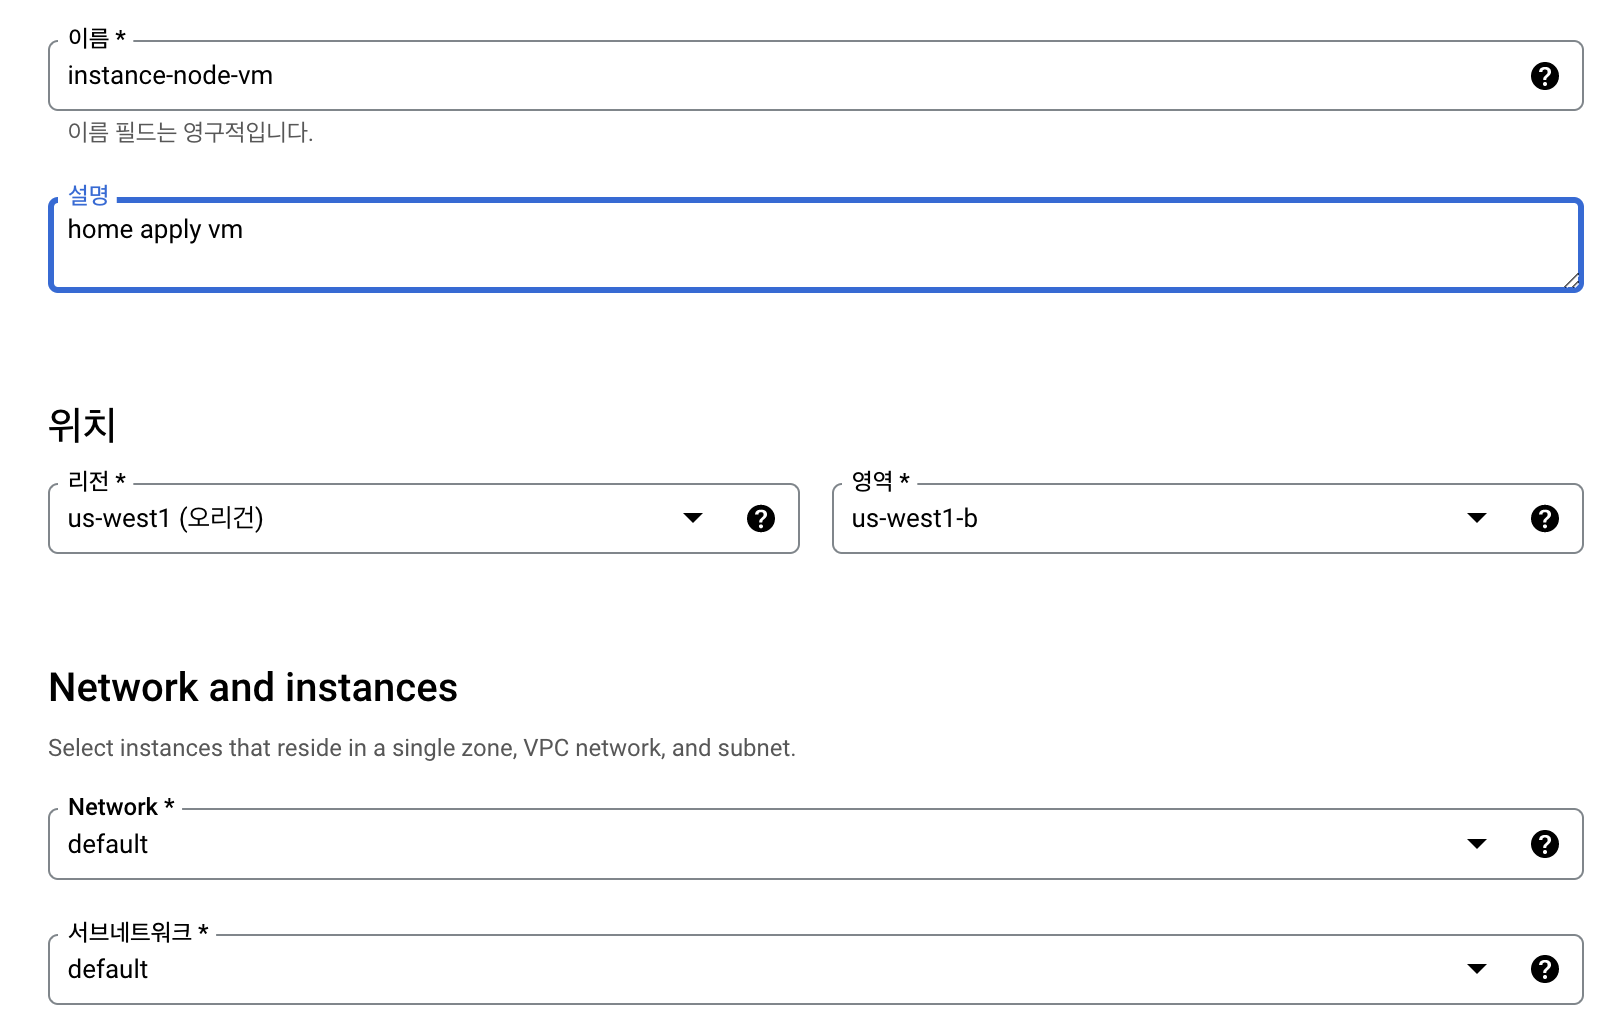 이름 *
instance-node-vm
이름 필드는 영구적입니다.
설명
home apply vm
위치
리전 *
us-west1 (오리건)
영역 *
us-west1-b
Network and instances
Select instances that reside in a single zone, VPC network, and subnet.
Network *
default
서브네트워크 *
default